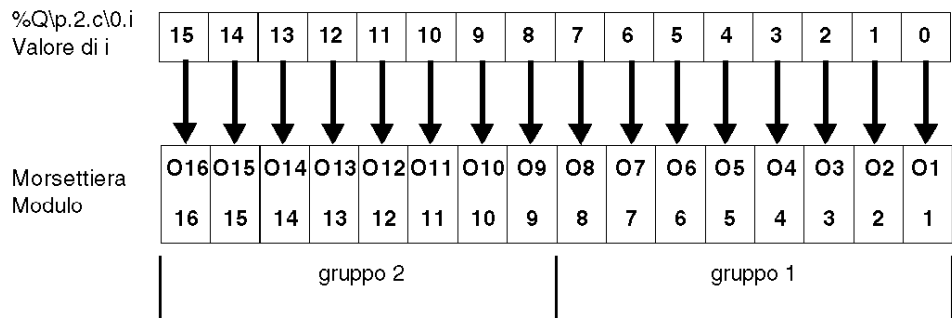 %Q\p.2.c\0.i
Valore di i
15 14 13 12 11 10 9 8 7 6 5 4 3 2 1 0
Morsettiera
Modulo
O16 O15 O14 O13 O12 O11 O10 O9 O8 O7 O6 O5 O4 O3 O2 O1
16 15 14 13 12 11 10 9 8 7 6 5 4 3 2 1
gruppo 2 gruppo 1